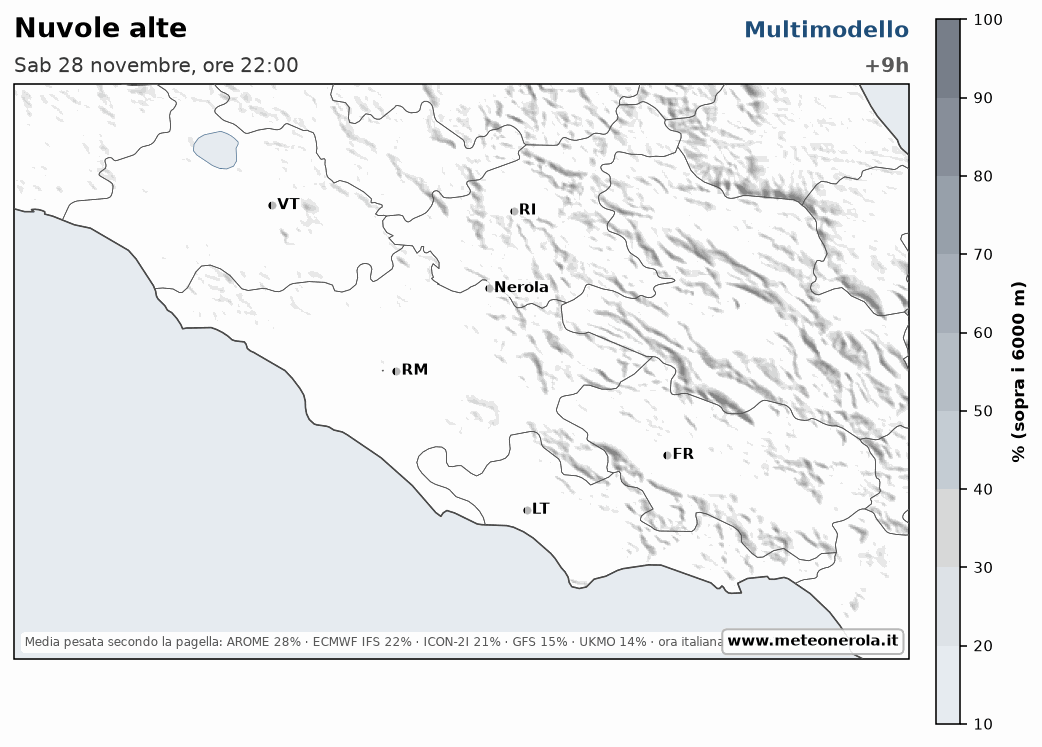 Nuvole alte
Multimodello
Sab 28 novembre, ore 22:00
+9h
100
90
80
70
60
50
40
30
20
10
% (sopra i 6000 m)
VT
RI
Nerola
RM
FR
LT
Media pesata secondo la pagella: AROME 28% · ECMWF IFS 22% · ICON-2I 21% · GFS 15% · UKMO 14% · ora italiana
www.meteonerola.it